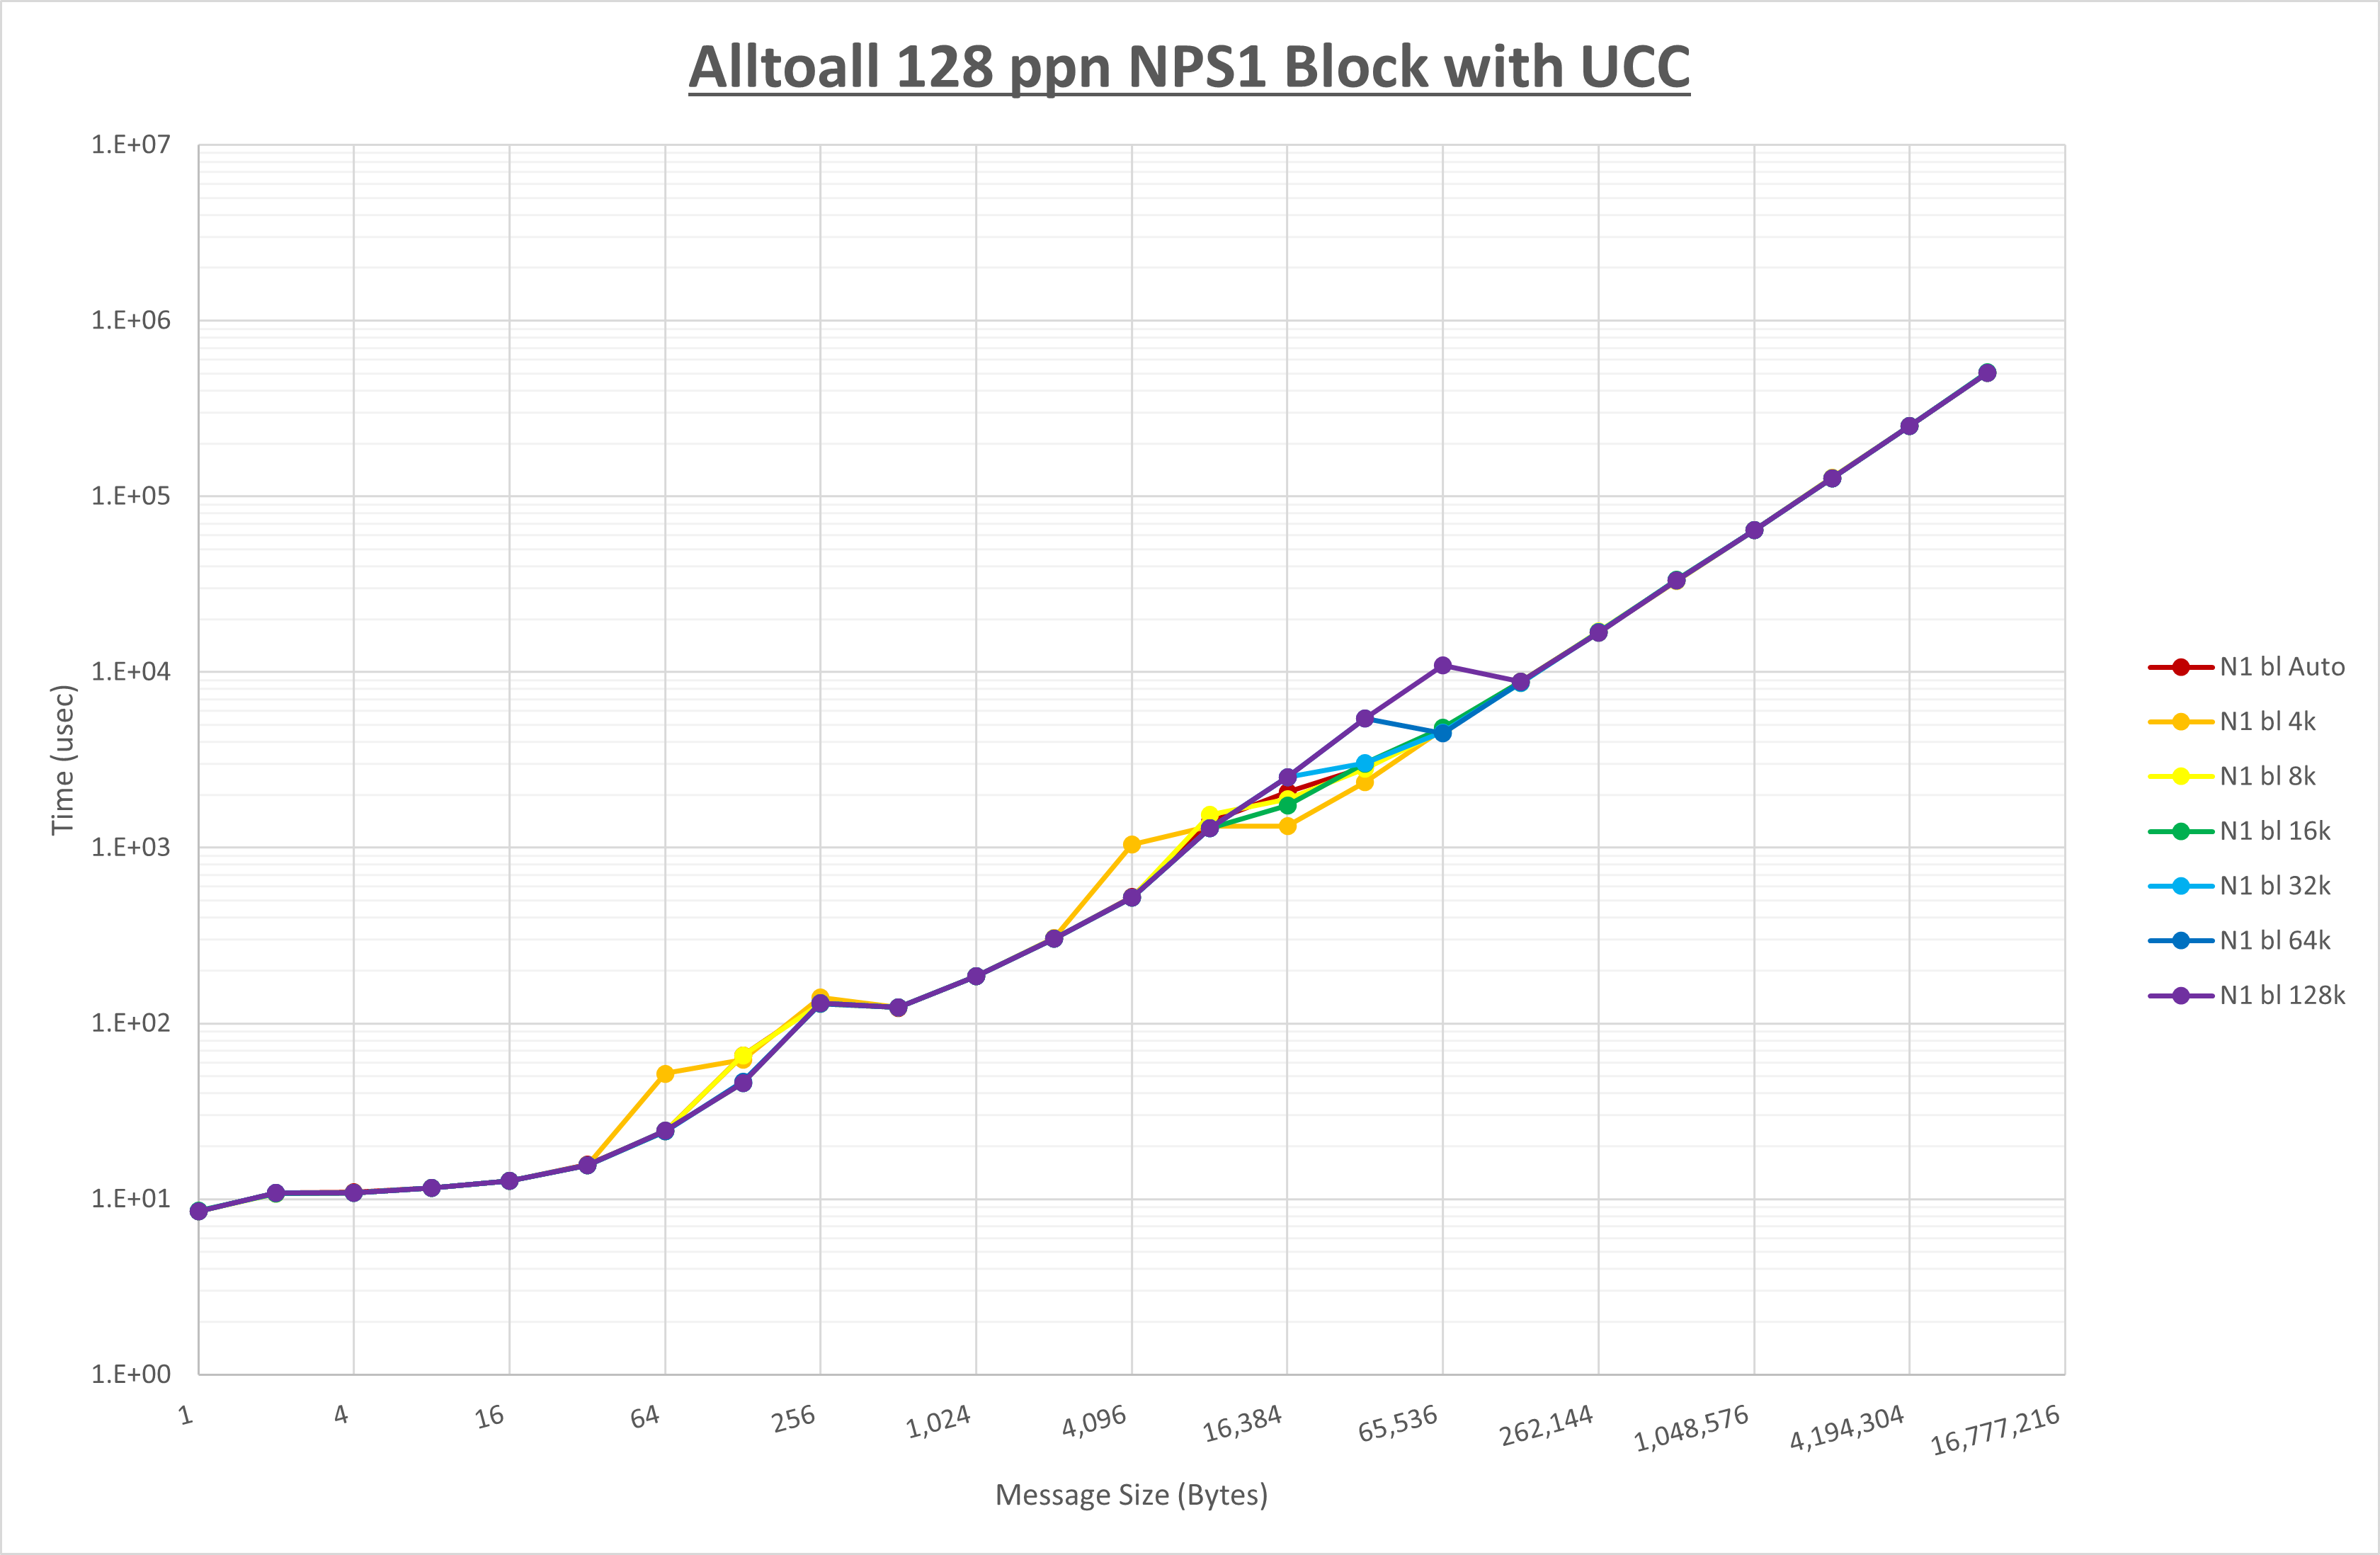 Alltoall 128 ppn NPS1 Block with UCC
1.E+07
1.E+06
1.E+05
1.E+04
1.E+03
1.E+02
1.E+01
1.E+00
Time (usec)
1
4
16
64
256
1,024
4,096
16,384
65,536
262,144
1,048,576
4,194,304
16,777,216
Message Size (Bytes)
N1 bl Auto
N1 bl 4k
N1 bl 8k
N1 bl 16k
N1 bl 32k
N1 bl 64k
N1 bl 128k